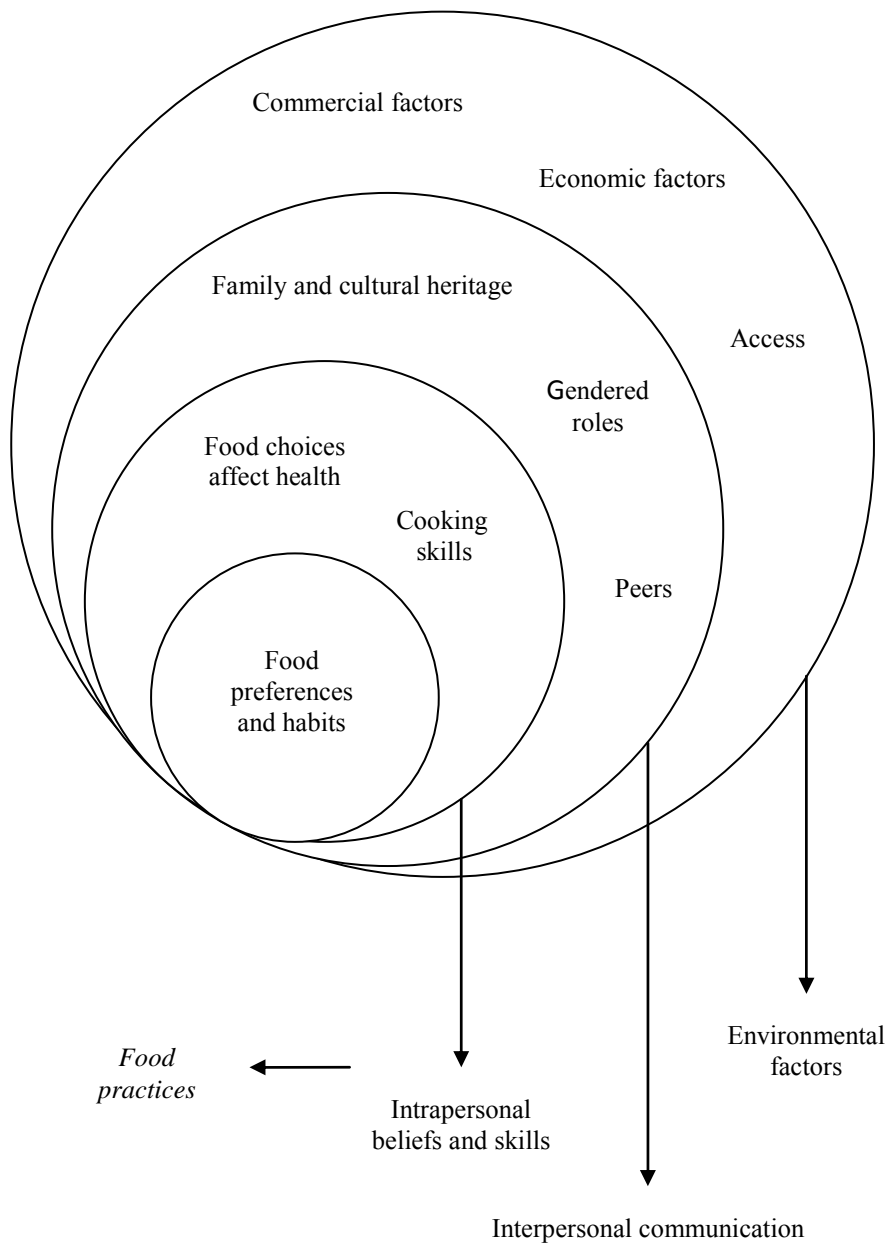 Commercial factors
Economic factors
Family and cultural heritage
Access
Gendered
roles
Food choices
affect health
Cooking
skills
Peers
Food
preferences
and habits
Environmental
factors
Food
practices
Intrapersonal
beliefs and skills
Interpersonal communication